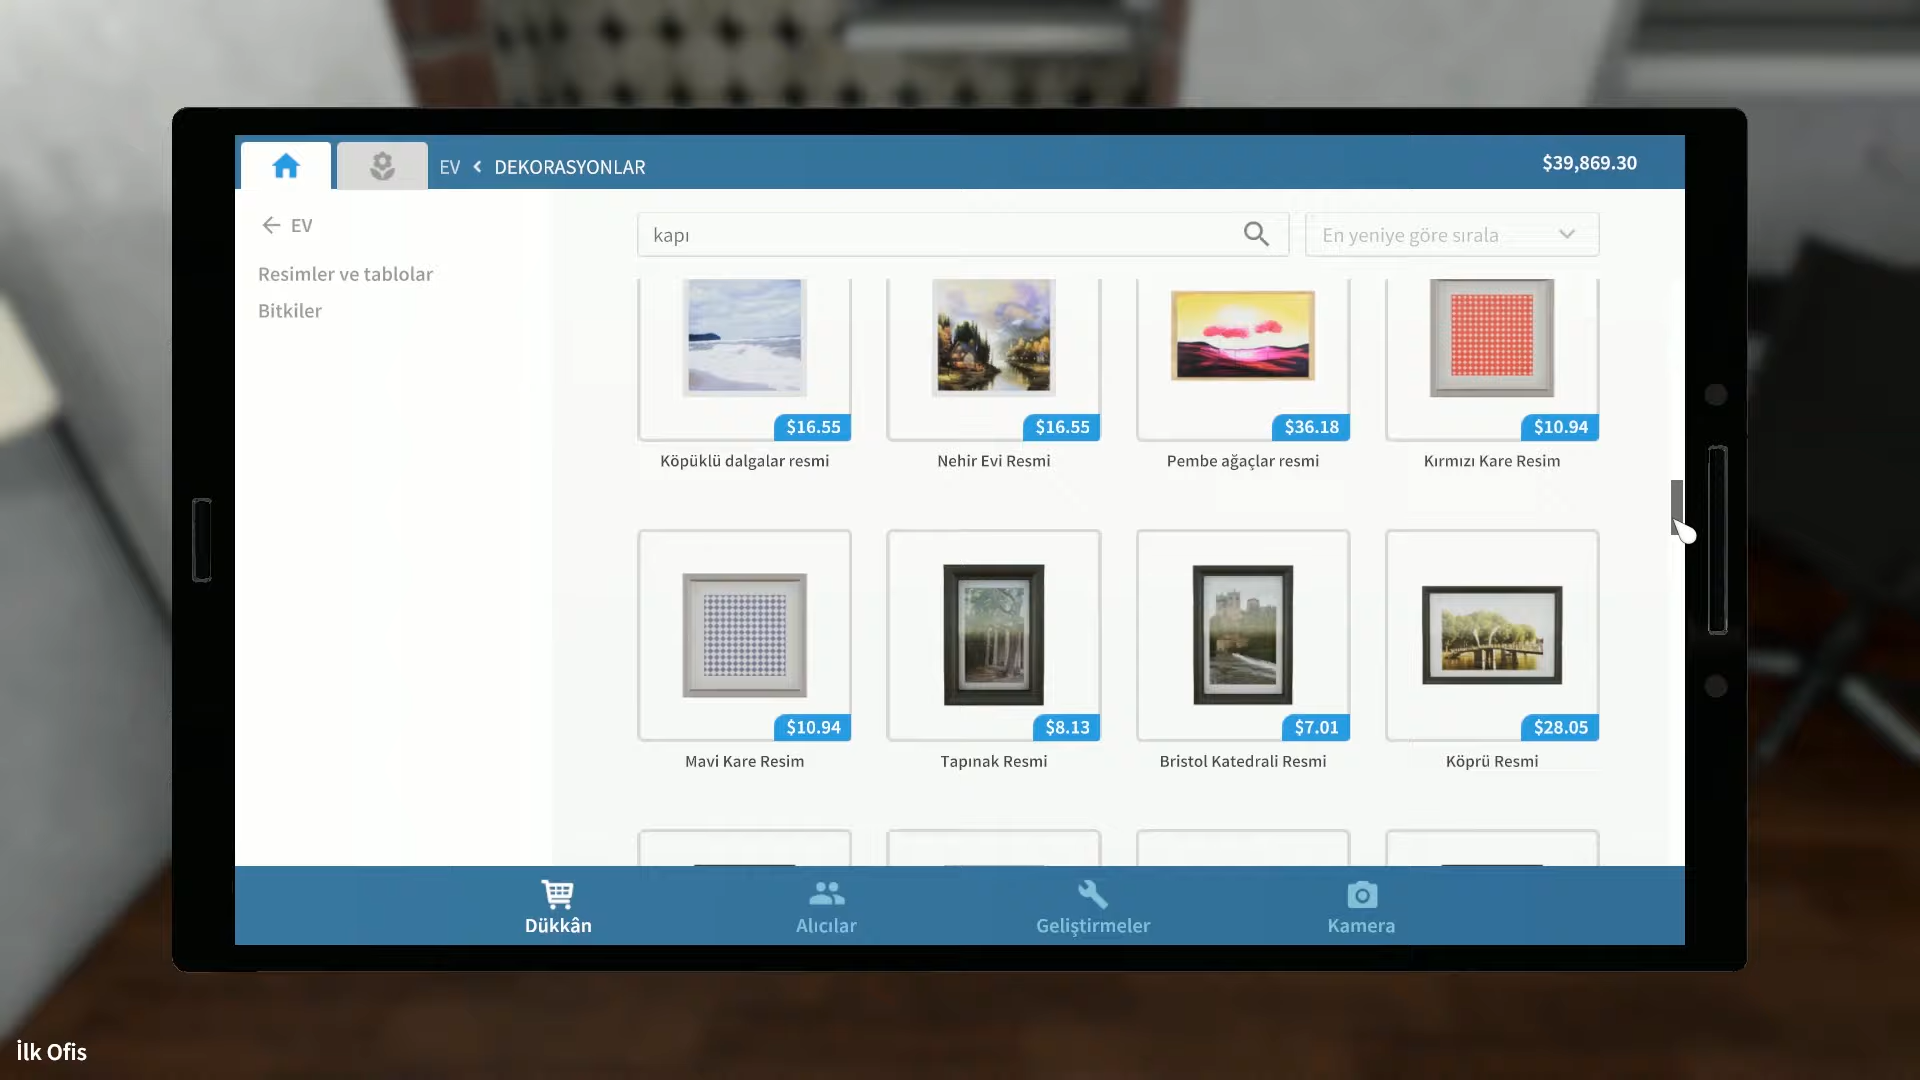 EV DEKORASYONLAR
$39,869.30
EV
Resimler ve tablolar
Bitkiler
kapı
En yeniye göre sırala
$16.55
$16.55
$36.18
$10.94
Köpüklü dalgalar resmi
Nehir Evi Resmi
Pembe ağaçlar resmi
Kırmızı Kare Resim
$10.94
$8.13
$7.01
$28.05
Mavi Kare Resim
Tapınak Resmi
Bristol Katedrali Resmi
Köprü Resmi
Dükkân
Alıcılar
Geliştirmeler
Kamera
İlk Ofis